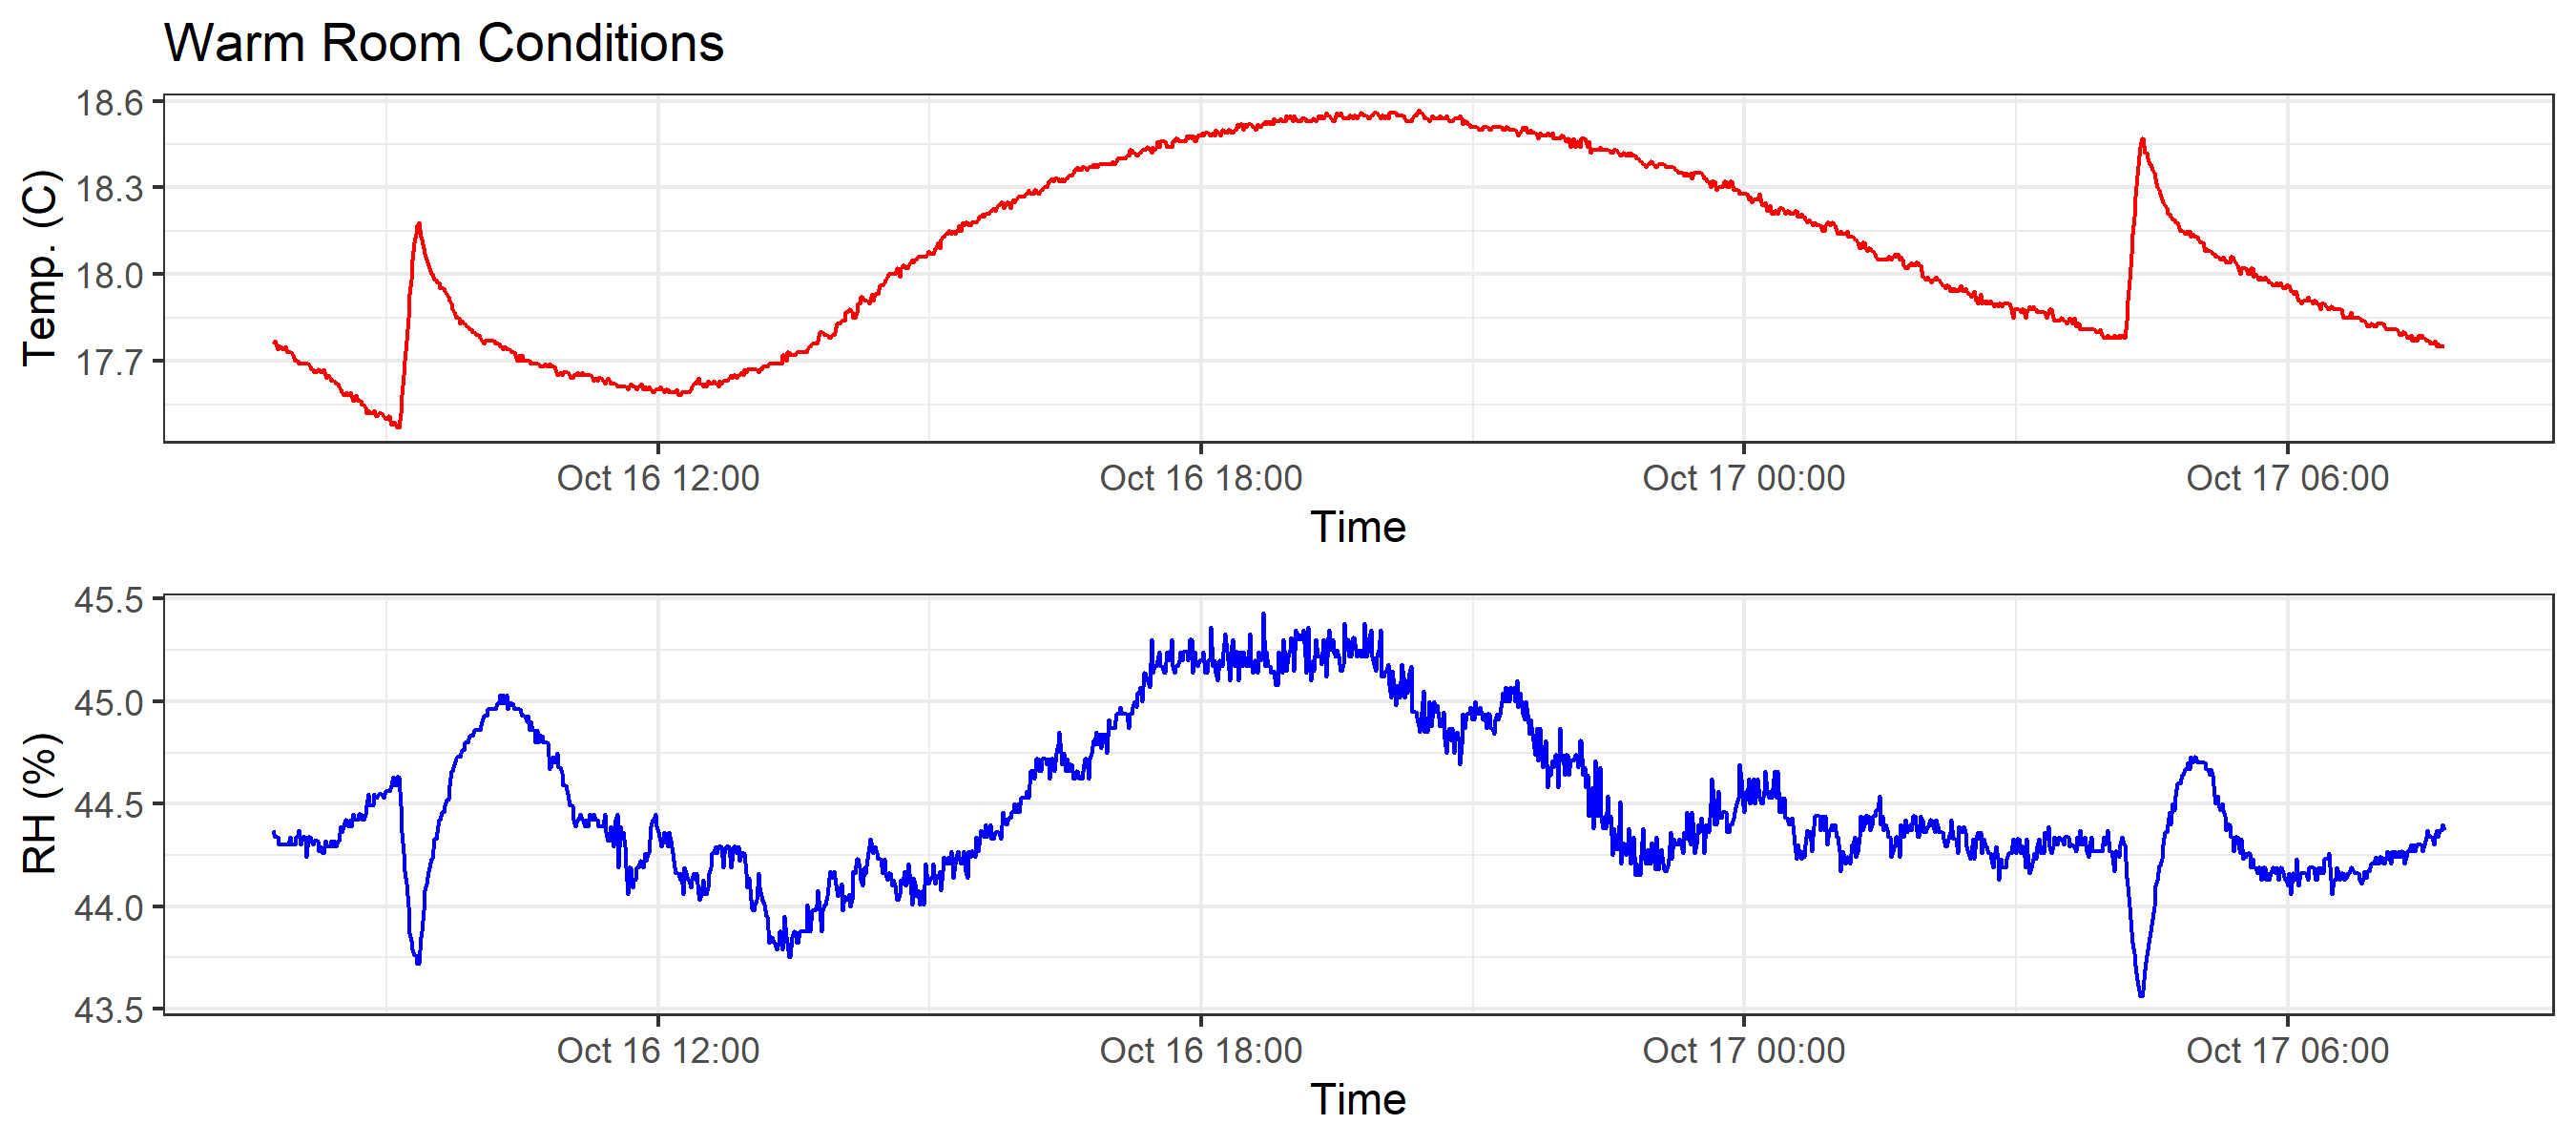 Warm Room Conditions
18.6
18.3
18.0
17.7
Temp. (C)
Oct 16 12:00 Oct 16 18:00 Oct 17 00:00 Oct 17 06:00
Time
45.5
45.0
44.5
44.0
43.5
RH (%)
Oct 16 12:00 Oct 16 18:00 Oct 17 00:00 Oct 17 06:00
Time